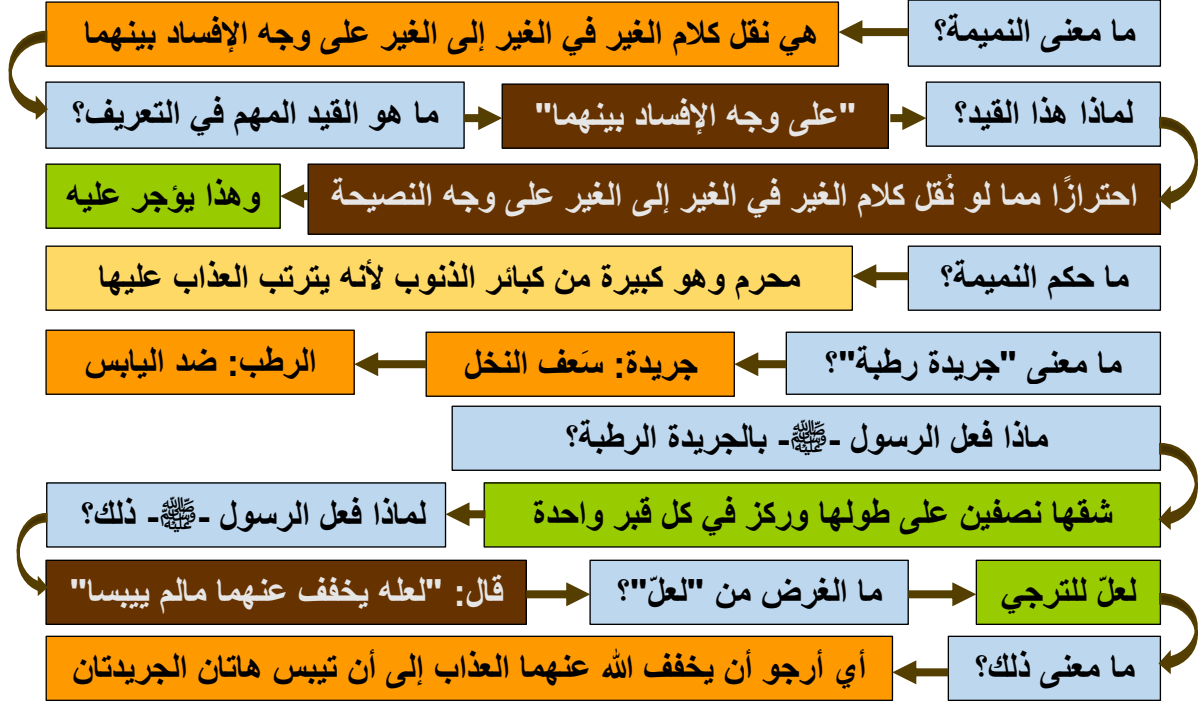 ما معنى النميمة؟
هي نقل كلام الغير في الغير إلى الغير على وجه الإفساد بينهما
ما هو القيد المهم في التعريف؟
"على وجه الإفساد بينهما"
لماذا هذا القيد؟
احترازًا مما لو نُقل كلام الغير في الغير إلى الغير على وجه النصيحة
وهذا يؤجر عليه
ما حكم النميمة؟
محرم وهو كبيرة من كبائر الذنوب لأنه يترتب العذاب عليها
ما معنى "جريدة رطبة"؟
جريدة: سَعف النخل
الرطب: ضد اليابس
ماذا فعل الرسول -ﷺ- بالجريدة الرطبة؟
شقها نصفين على طولها وركز في كل قبر واحدة
لماذا فعل الرسول -ﷺ- ذلك؟
قال: "لعله يخفف عنهما مالم ييبسا"
ما الغرض من "لعلّ"؟
لعلّ للترجي
ما معنى ذلك؟
أي أرجو أن يخفف الله عنهما العذاب إلى أن تيبس هاتان الجريدتان